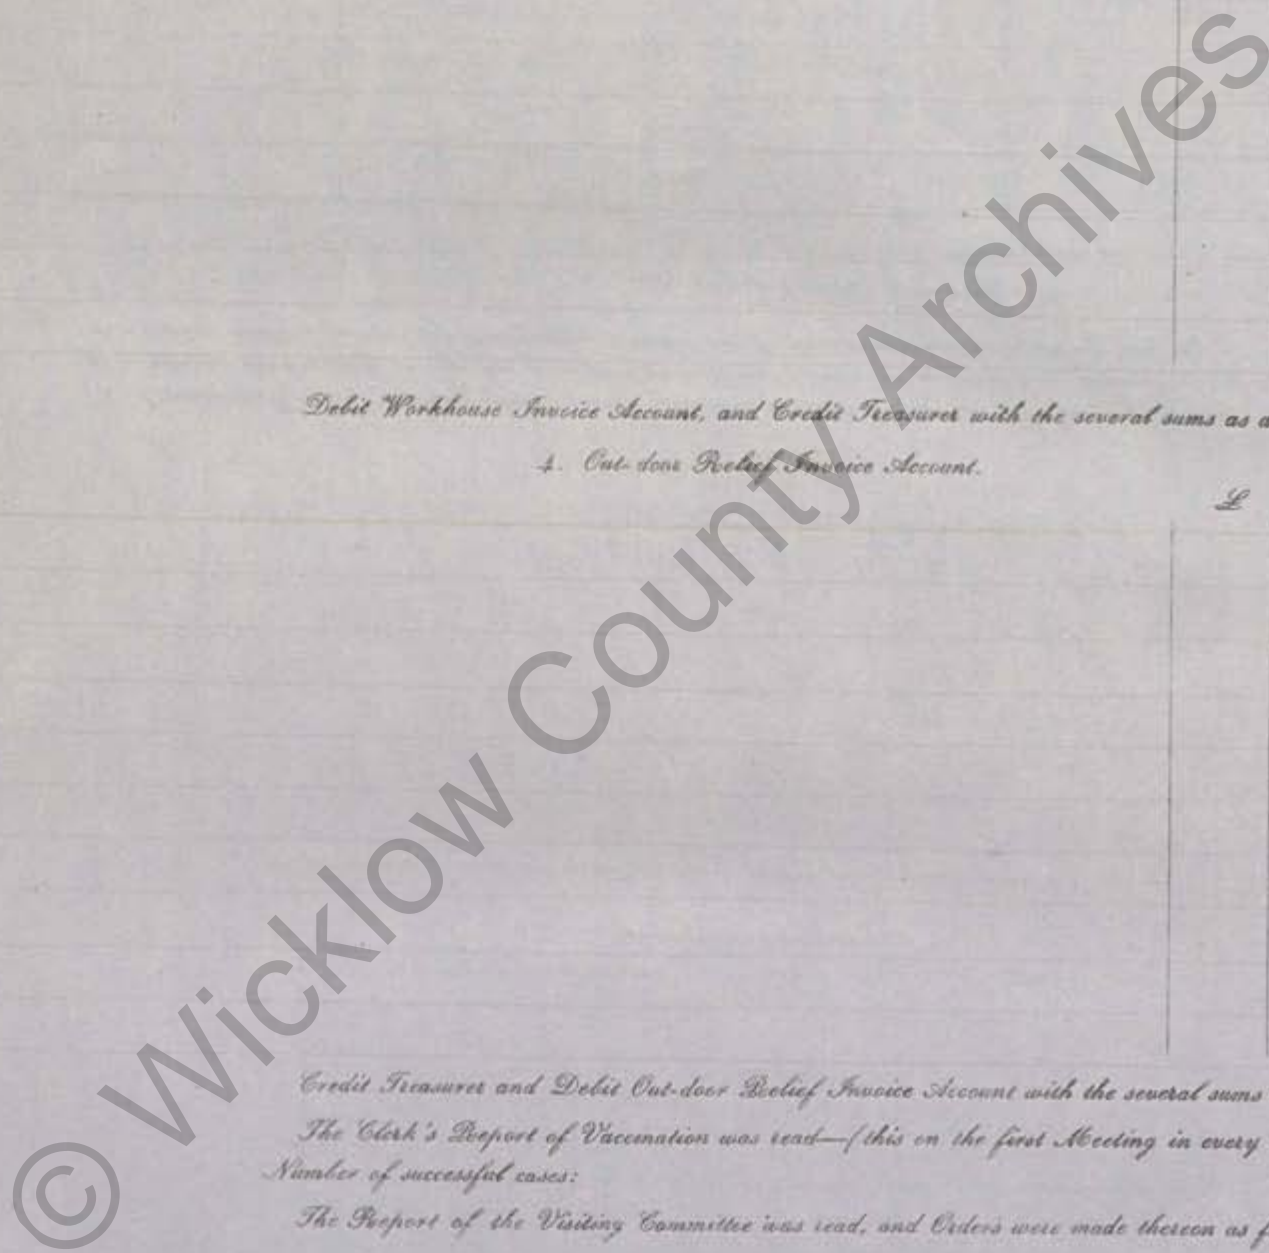 Debit Workhouse Invoice Account, and Credit Treasurer with the several sums as a
4. Out-door Relief Invoice Account.
£
Credit Treasurer and Debit Out-door Relief Invoice Account with the several sums
The Clerk's Report of Vaccination was read—(this on the first Meeting in every
Number of successful cases:
The Report of the Visiting Committee was read, and Orders were made thereon as f
© Wicklow County Archives